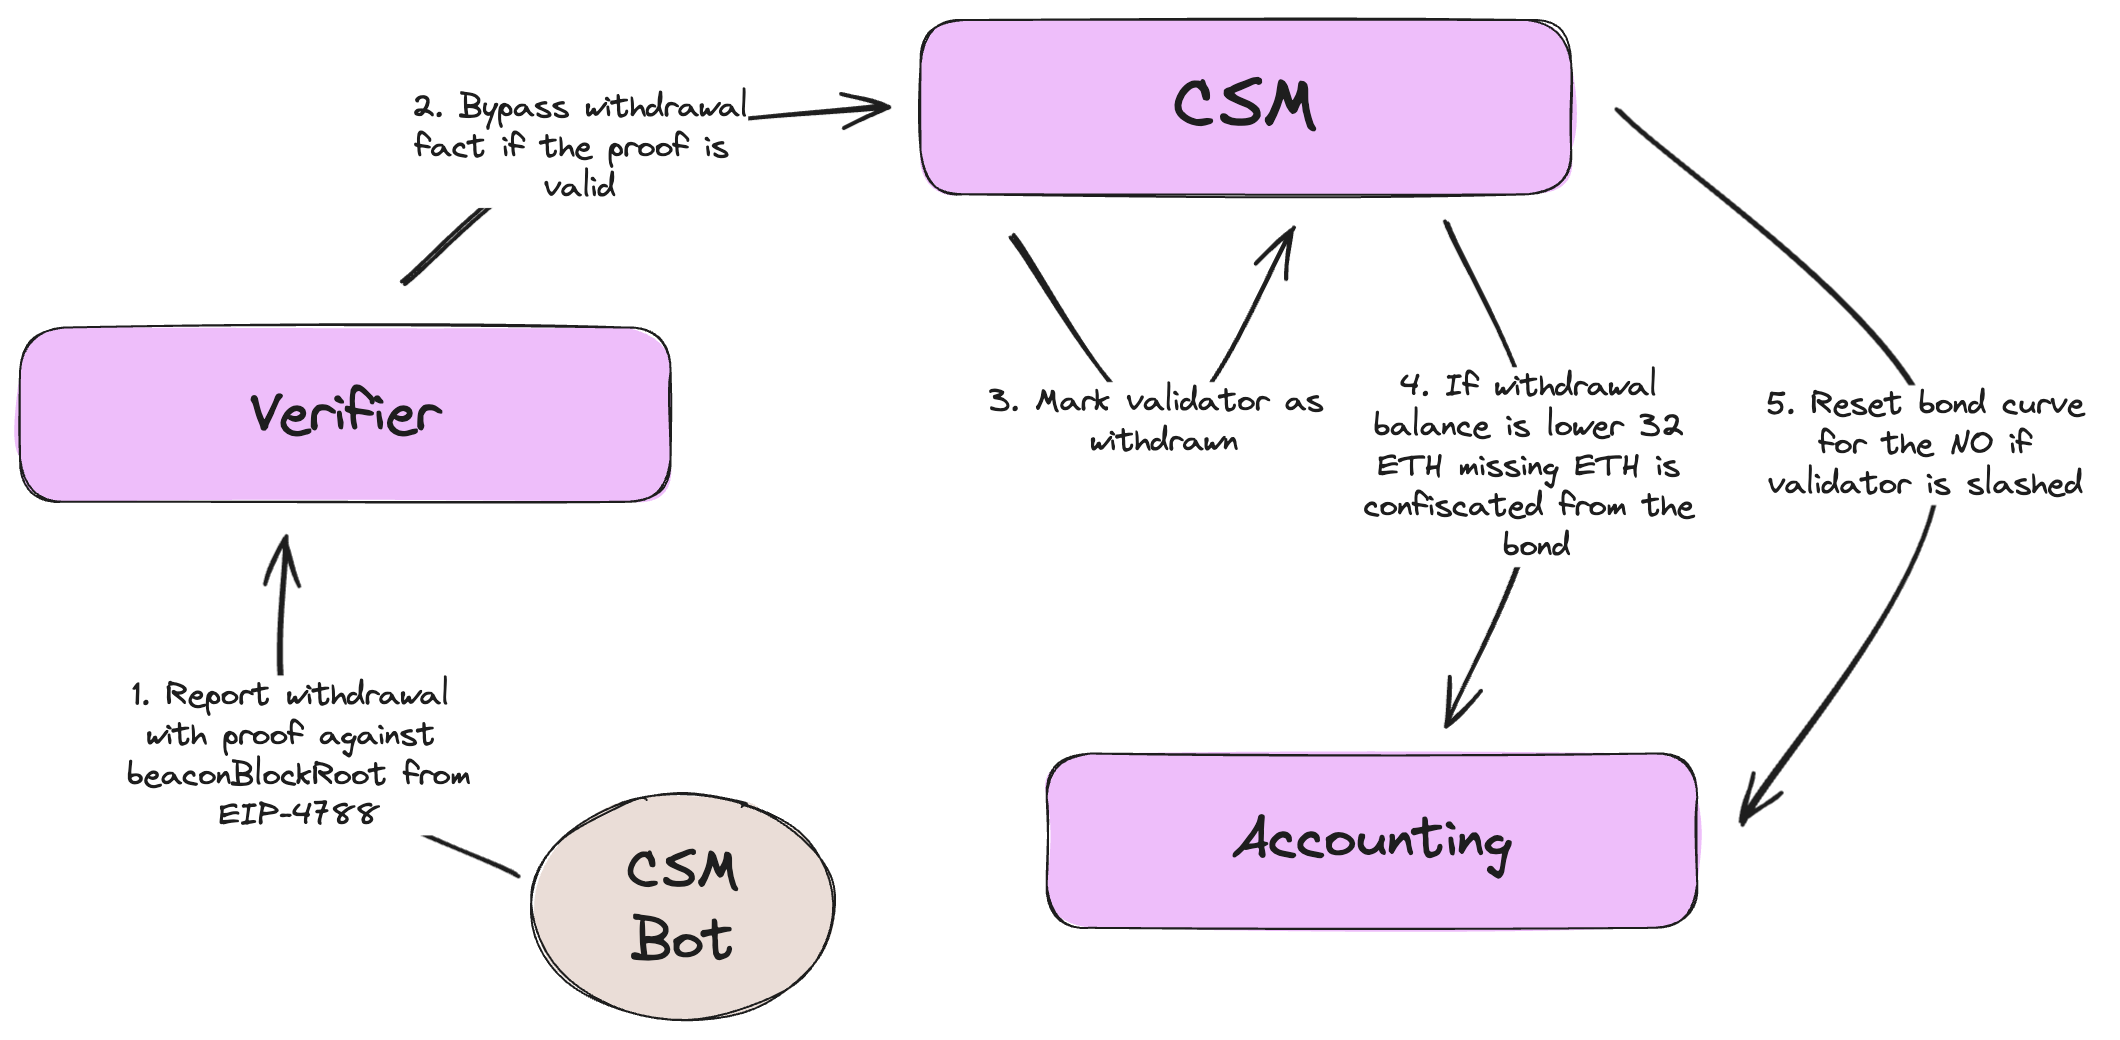 CSM
2. Bypass withdrawal
fact if the proof is
valid
Verifier
3. Mark validator as
withdrawn
4. If withdrawal
balance is lower 32
ETH missing ETH is
confiscated from the
bond
5. Reset bond curve
for the NO if
validator is slashed
1. Report withdrawal
with proof against
beaconBlockRoot from
EIP-4788
CSM
Bot
Accounting